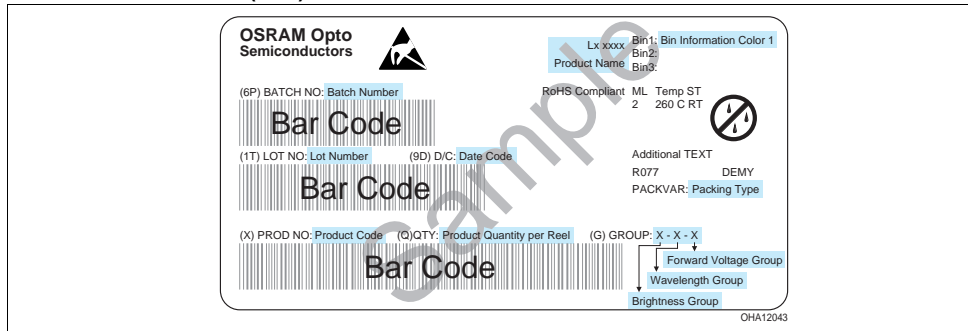 OSRAM Opto
Semiconductors
Lx xxxx
Product Name
Bin1: Bin Information Color 1
Bin2:
Bin3:
RoHS Compliant ML Temp ST
2 260 C RT
(6P) BATCH NO: Batch Number
Bar Code
(1T) LOT NO: Lot Number (9D) D/C: Date Code
Bar Code
Additional TEXT
R077 DEMY
PACKVAR: Packing Type
(X) PROD NO: Product Code (Q)QTY: Product Quantity per Reel (G) GROUP: X - X - X
Bar Code
Forward Voltage Group
Wavelength Group
Brightness Group
Sample
OHA12043